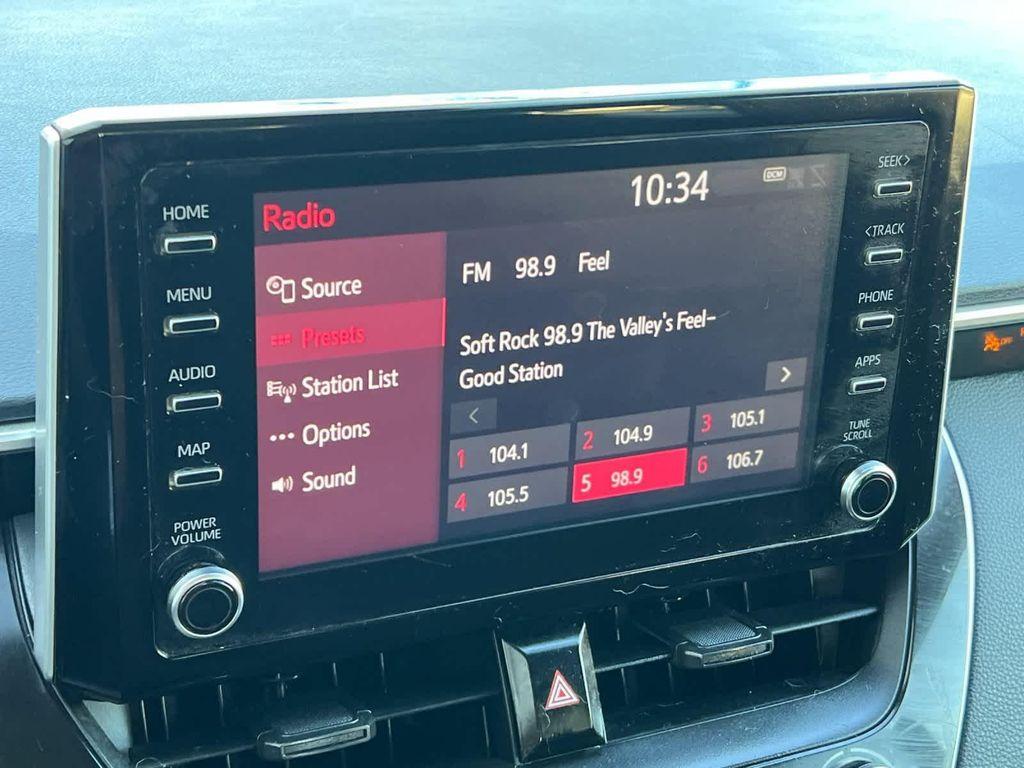 HOME
MENU
AUDIO
MAP
POWER
VOLUME
Radio
10:34
DCM
Source
Presets
Station List
Options
Sound
FM 98.9 Feel
Soft Rock 98.9 The Valley's Feel-
Good Station
<
>
1 104.1
2 104.9
3 105.1
4 105.5
5 98.9
6 106.7
SEEK>
<TRACK
PHONE
APPS
TUNE
SCROLL
OFF